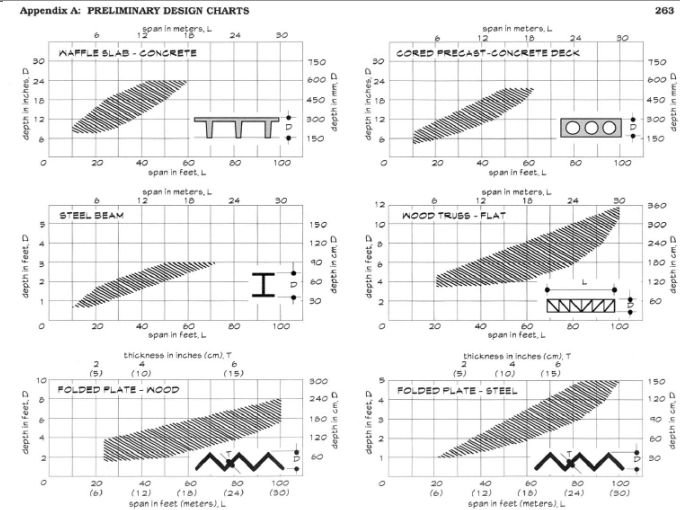 Appendix A: PRELIMINARY DESIGN CHARTS 263
span in meters, L
6 12 18 24 30
WAFFLE SLAB - CONCRETE
depth in inches, D
30 24 18 12 6
depth in mm, D
750 600 450 300 150
D
0 20 40 60 80 100
span in feet, L
span in meters, L
6 12 18 24 30
CORED PRECAST-CONCRETE DECK
depth in inches, D
30 24 18 12 6
depth in mm, D
750 600 450 300 150
D
0 20 40 60 80 100
span in feet, L
span in meters, L
6 12 18 24 30
STEEL BEAM
depth in feet, D
5 4 3 2 1
depth in cm, D
150 120 90 60 30
D
0 20 40 60 80 100
span in feet, L
span in meters, L
6 12 18 24 30
WOOD TRUSS - FLAT
depth in feet, D
12 10 8 6 4 2
depth in cm, D
360 300 240 180 120 60
L
D
0 20 40 60 80 100
span in feet, L
thickness in inches (cm), T
2 4 6
(5) (10) (15)
FOLDED PLATE - WOOD
depth in feet, D
10 8 6 4 2
depth in cm, D
300 240 180 120 60
T
D
0 20 40 60 80 100
(6) (12) (18) (24) (30)
span in feet (meters), L
thickness in inches (cm), T
2 4 6
(5) (10) (15)
FOLDED PLATE - STEEL
depth in feet, D
5 4 3 2 1
depth in cm, D
150 120 90 60 30
T
D
0 20 40 60 80 100
(6) (12) (18) (24) (30)
span in feet (meters), L